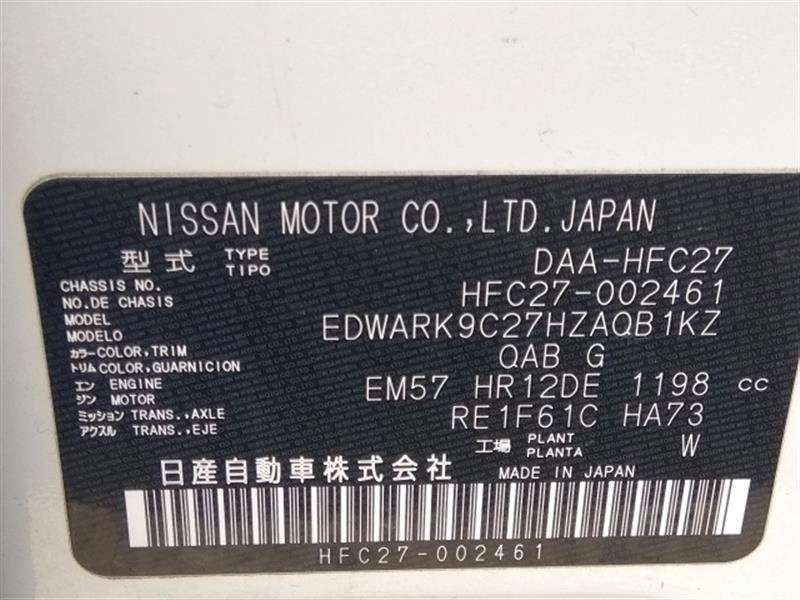 NISSAN MOTOR CO.,LTD.JAPAN
型式 TYPE TIPO DAA-HFC27
CHASSIS NO. NO.DE CHASIS HFC27-002461
MODEL MODELO EDWARK9C27HZAQB1KZ
カラー COLOR,TRIM トリム COLOR,GUARNICION QAB G
エン ENGINE ジン MOTOR EM57 HR12DE 1198 cc
ミッション TRANS.,AXLE アクスル TRANS.,EJE RE1F61C HA73
工場 PLANT PLANTA W
日産自動車株式会社 MADE IN JAPAN
HFC27-002461